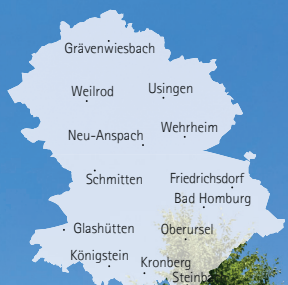 Grävenwiesbach
Weilrod
Usingen
Neu-Anspach
Wehrheim
Schmitten
Friedrichsdorf
Bad Homburg
Glashütten
Oberursel
Königstein
Kronberg